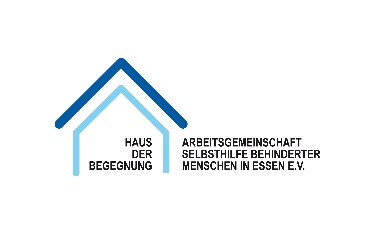 HAUS
DER
BEGEGNUNG
ARBEITSGEMEINSCHAFT
SELBSTHILFE BEHINDERTER
MENSCHEN IN ESSEN E.V.